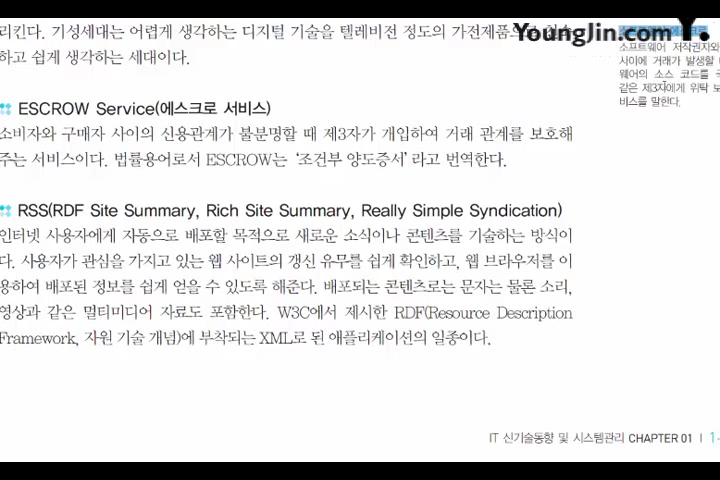 리킨다. 기성세대는 어렵게 생각하는 디지털 기술을 텔레비전 정도의 가전제품으로
하고 쉽게 생각하는 세대이다.
ESCROW Service(에스크로 서비스)
소비자와 구매자 사이의 신용관계가 불분명할 때 제3자가 개입하여 거래 관계를 보호해
주는 서비스이다. 법률용어로서 ESCROW는 ‘조건부 양도증서’ 라고 번역한다.
RSS(RDF Site Summary, Rich Site Summary, Really Simple Syndication)
인터넷 사용자에게 자동으로 배포할 목적으로 새로운 소식이나 콘텐츠를 기술하는 방식이
다. 사용자가 관심을 가지고 있는 웹 사이트의 갱신 유무를 쉽게 확인하고, 웹 브라우저를 이
용하여 배포된 정보를 쉽게 얻을 수 있도록 해준다. 배포되는 콘텐츠로는 문자는 물론 소리,
영상과 같은 멀티미디어 자료도 포함한다. W3C에서 제시한 RDF(Resource Description
Framework, 자원 기술 개념)에 부착되는 XML로 된 애플리케이션의 일종이다.
YoungJin.com Y.
소프트웨어 저작권자와
사이에 거래가 발생할
웨어의 소스 코드를
같은 제3자에게 위탁
비스를 말한다.
IT 신기술동향 및 시스템관리 CHAPTER 01 | 1-